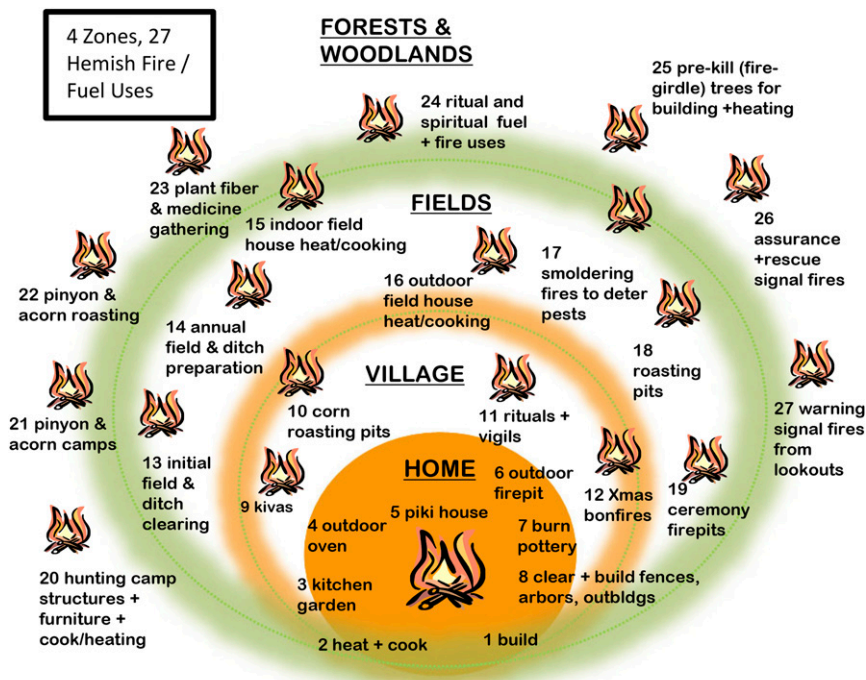 4 Zones, 27
Hemish Fire /
Fuel Uses
FORESTS &
WOODLANDS
24 ritual and
spiritual fuel
+ fire uses
25 pre-kill (fire-
girdle) trees for
building +heating
23 plant fiber
& medicine
gathering
26
assurance
+rescue
signal fires
22 pinyon &
acorn roasting
21 pinyon &
acorn camps
27 warning
signal fires
from
lookouts
20 hunting camp
structures +
furniture +
cook/heating
FIELDS
15 indoor field
house heat/cooking
16 outdoor
field house
heat/cooking
17
smoldering
fires to deter
pests
14 annual
field & ditch
preparation
18
roasting
pits
13 initial
field &
ditch
clearing
19
ceremony
firepits
VILLAGE
10 corn
roasting pits
11 rituals +
vigils
9 kivas
12 Xmas
bonfires
HOME
6 outdoor
firepit
5 piki house
4 outdoor
oven
7 burn
pottery
3 kitchen
garden
8 clear + build fences,
arbors, outbldgs
2 heat + cook
1 build